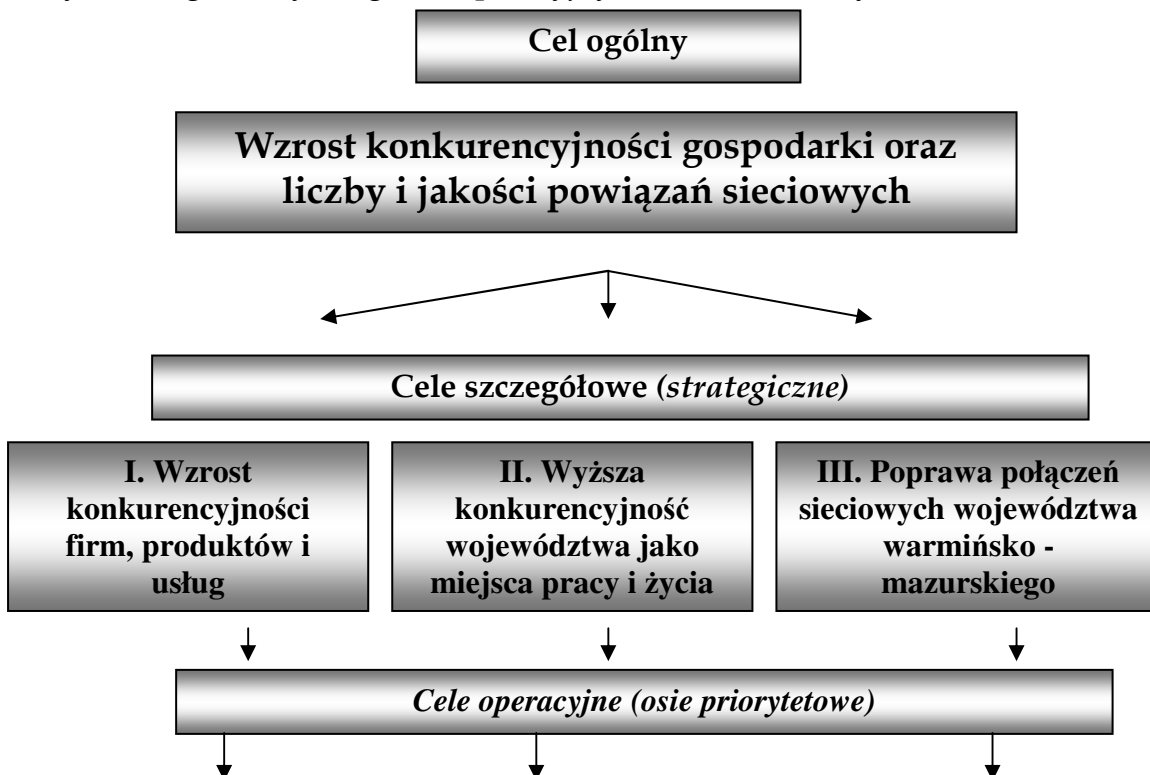 Cel ogólny
Wzrost konkurencyjności gospodarki oraz
liczby i jakości powiązań sieciowych
Cele szczegółowe (strategiczne)
I. Wzrost
konkurencyjności
firm, produktów i
usług
II. Wyższa
konkurencyjność
województwa jako
miejsca pracy i życia
III. Poprawa połączeń
sieciowych województwa
warmińsko -
mazurskiego
Cele operacyjne (osie priorytetowe)